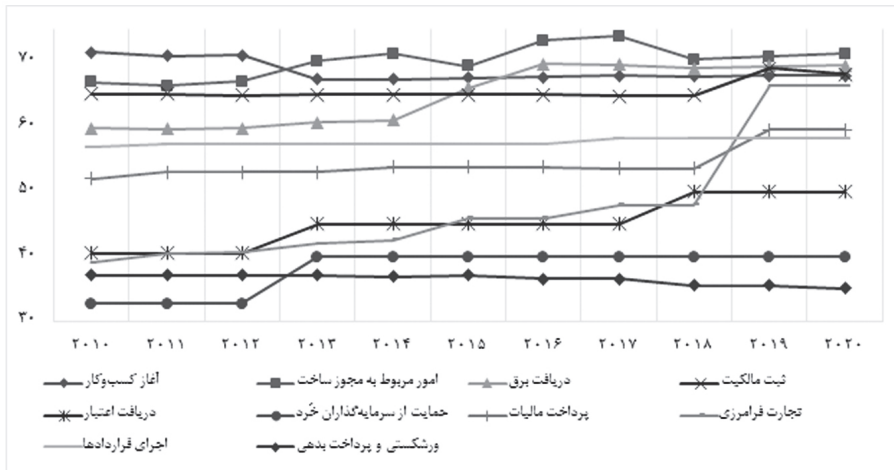 ۷۰
۶۰
۵۰
۴۰
۳۰
۲۰۱۰ ۲۰۱۱ ۲۰۱۲ ۲۰۱۳ ۲۰۱۴ ۲۰۱۵ ۲۰۱۶ ۲۰۱۷ ۲۰۱۸ ۲۰۱۹ ۲۰۲۰
آغاز کسب‌وکار امور مربوط به مجوز ساخت دریافت برق ثبت مالکیت
دریافت اعتبار حمایت از سرمایه‌گذاران خُرد پرداخت مالیات تجارت فرامرزی
اجرای قراردادها ورشکستی و پرداخت بدهی